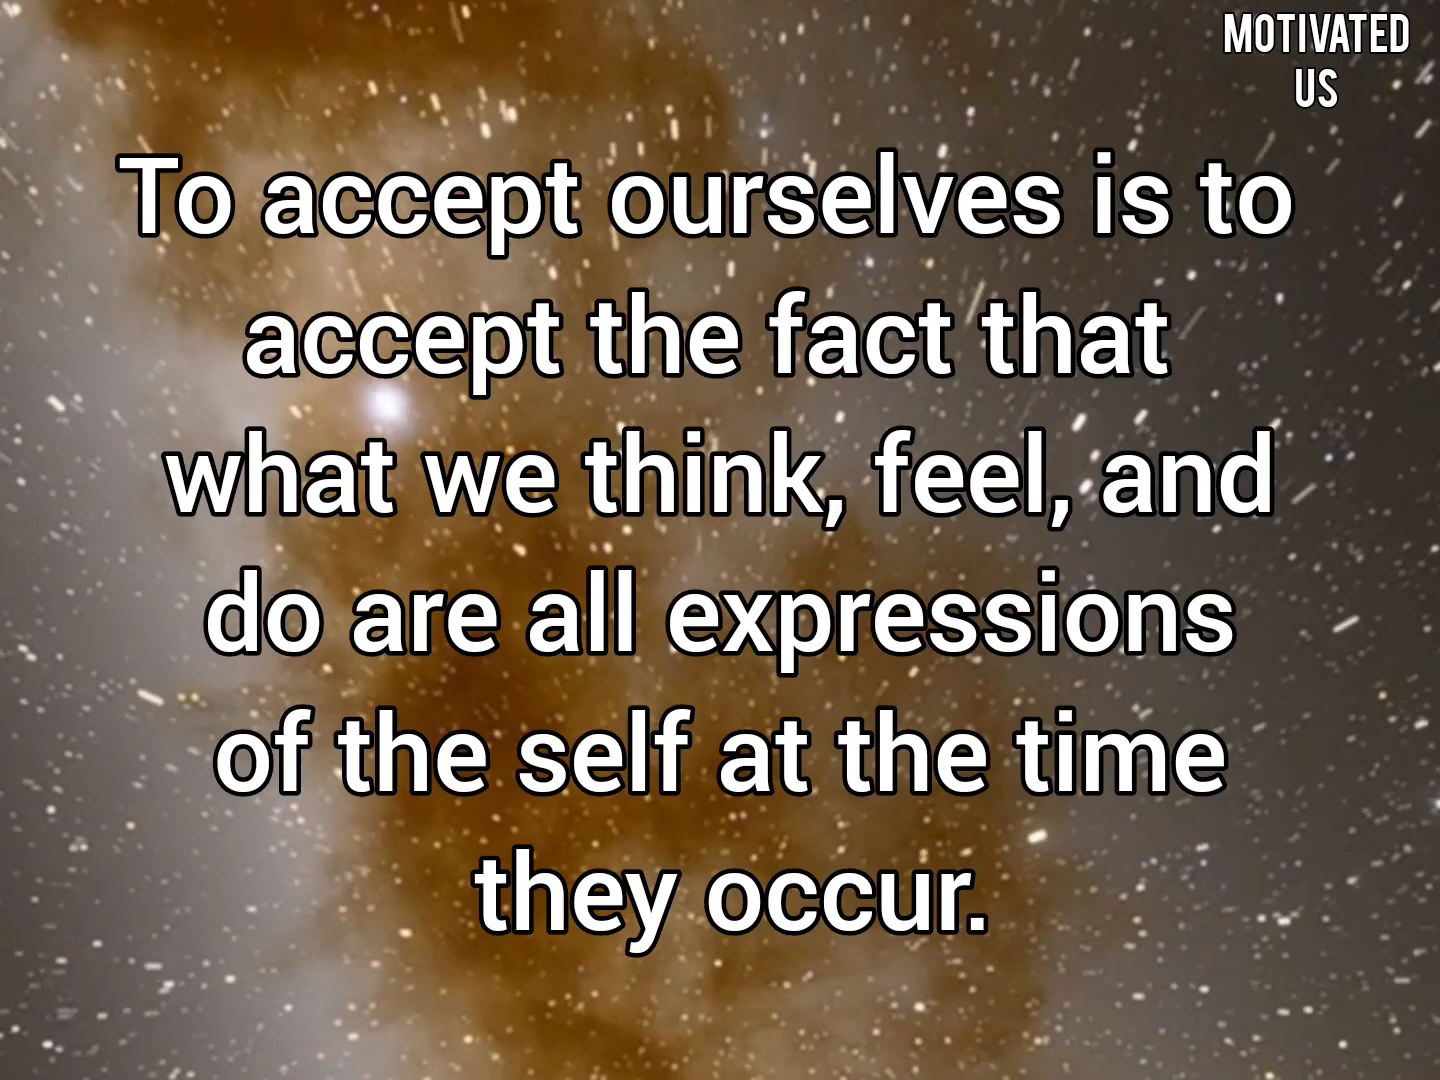 MOTIVATED
US
To accept ourselves is to
accept the fact that
what we think, feel, and
do are all expressions
of the self at the time
they occur.